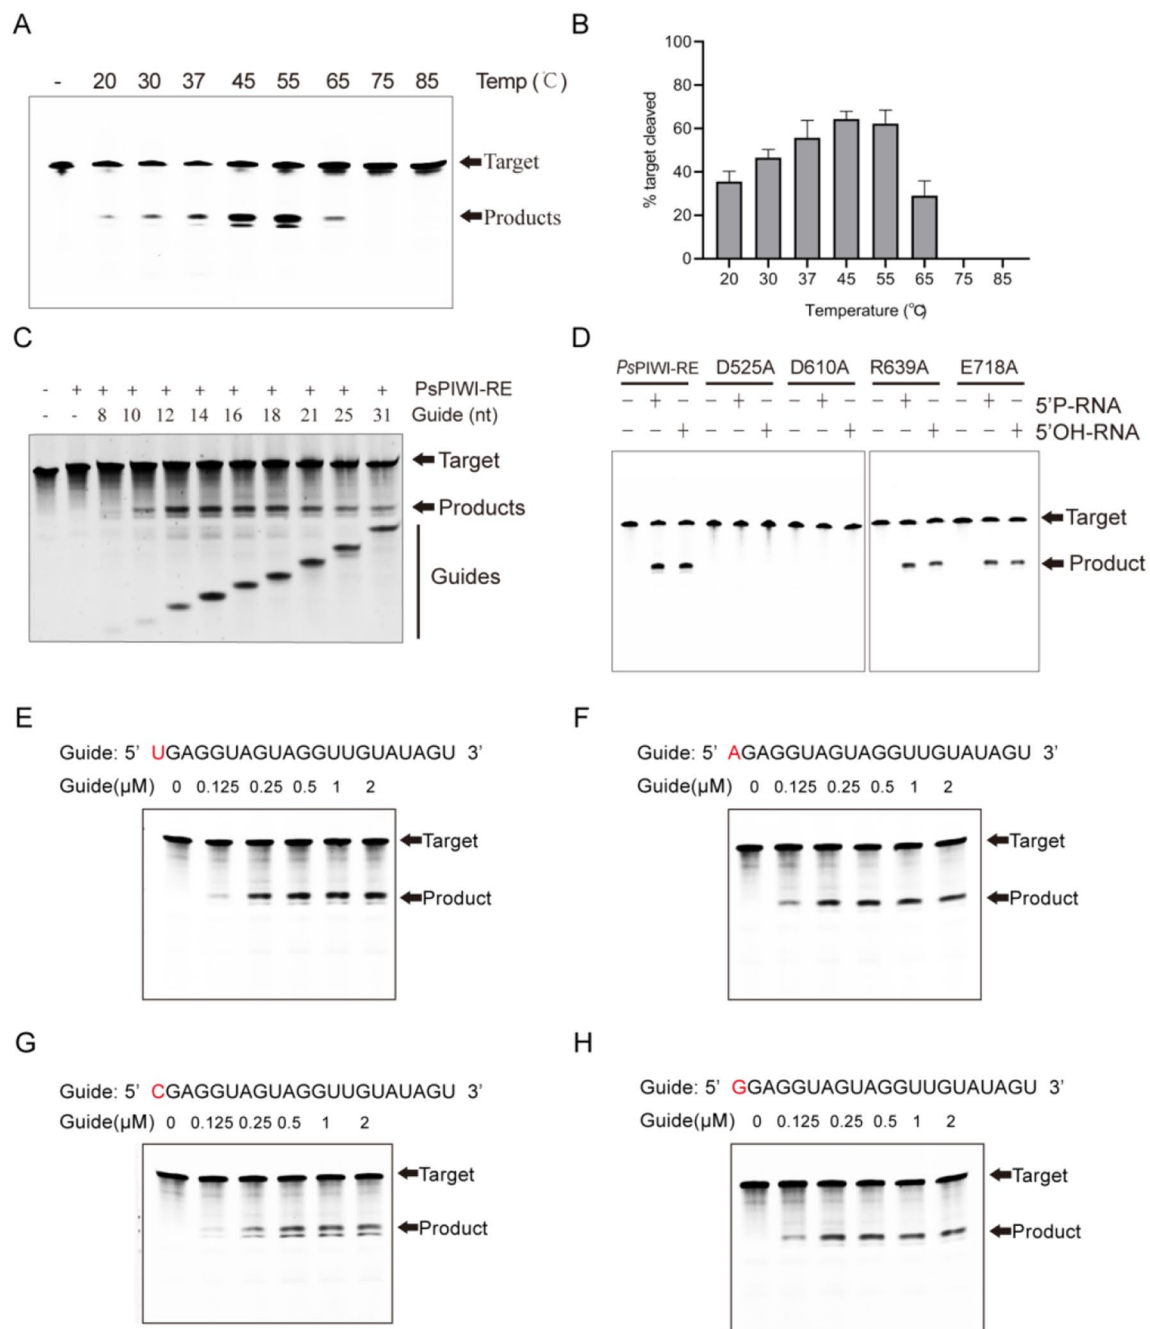 A
- 20 30 37 45 55 65 75 85 Temp (℃)
Target
Products
B
% target cleaved
100
80
60
40
20
0
20 30 37 45 55 65 75 85
Temperature (℃)
C
- + + + + + + + + + + PsPIWI-RE
- - 8 10 12 14 16 18 21 25 31 Guide (nt)
Target
Products
Guides
D
PsPIWI-RE D525A D610A R639A E718A
- + - - + - - + - - + - - + - 5'P-RNA
- - + - - + - - + - - + - - + 5'OH-RNA
Target
Product
E
Guide: 5' UGAGGUAGUAGGUUGUAUAGU 3'
Guide(μM) 0 0.125 0.25 0.5 1 2
Target
Product
F
Guide: 5' AGAGGUAGUAGGUUGUAUAGU 3'
Guide(μM) 0 0.125 0.25 0.5 1 2
Target
Product
G
Guide: 5' CGAGGUAGUAGGUUGUAUAGU 3'
Guide(μM) 0 0.125 0.25 0.5 1 2
Target
Product
H
Guide: 5' GGAGGUAGUAGGUUGUAUAGU 3'
Guide(μM) 0 0.125 0.25 0.5 1 2
Target
Product